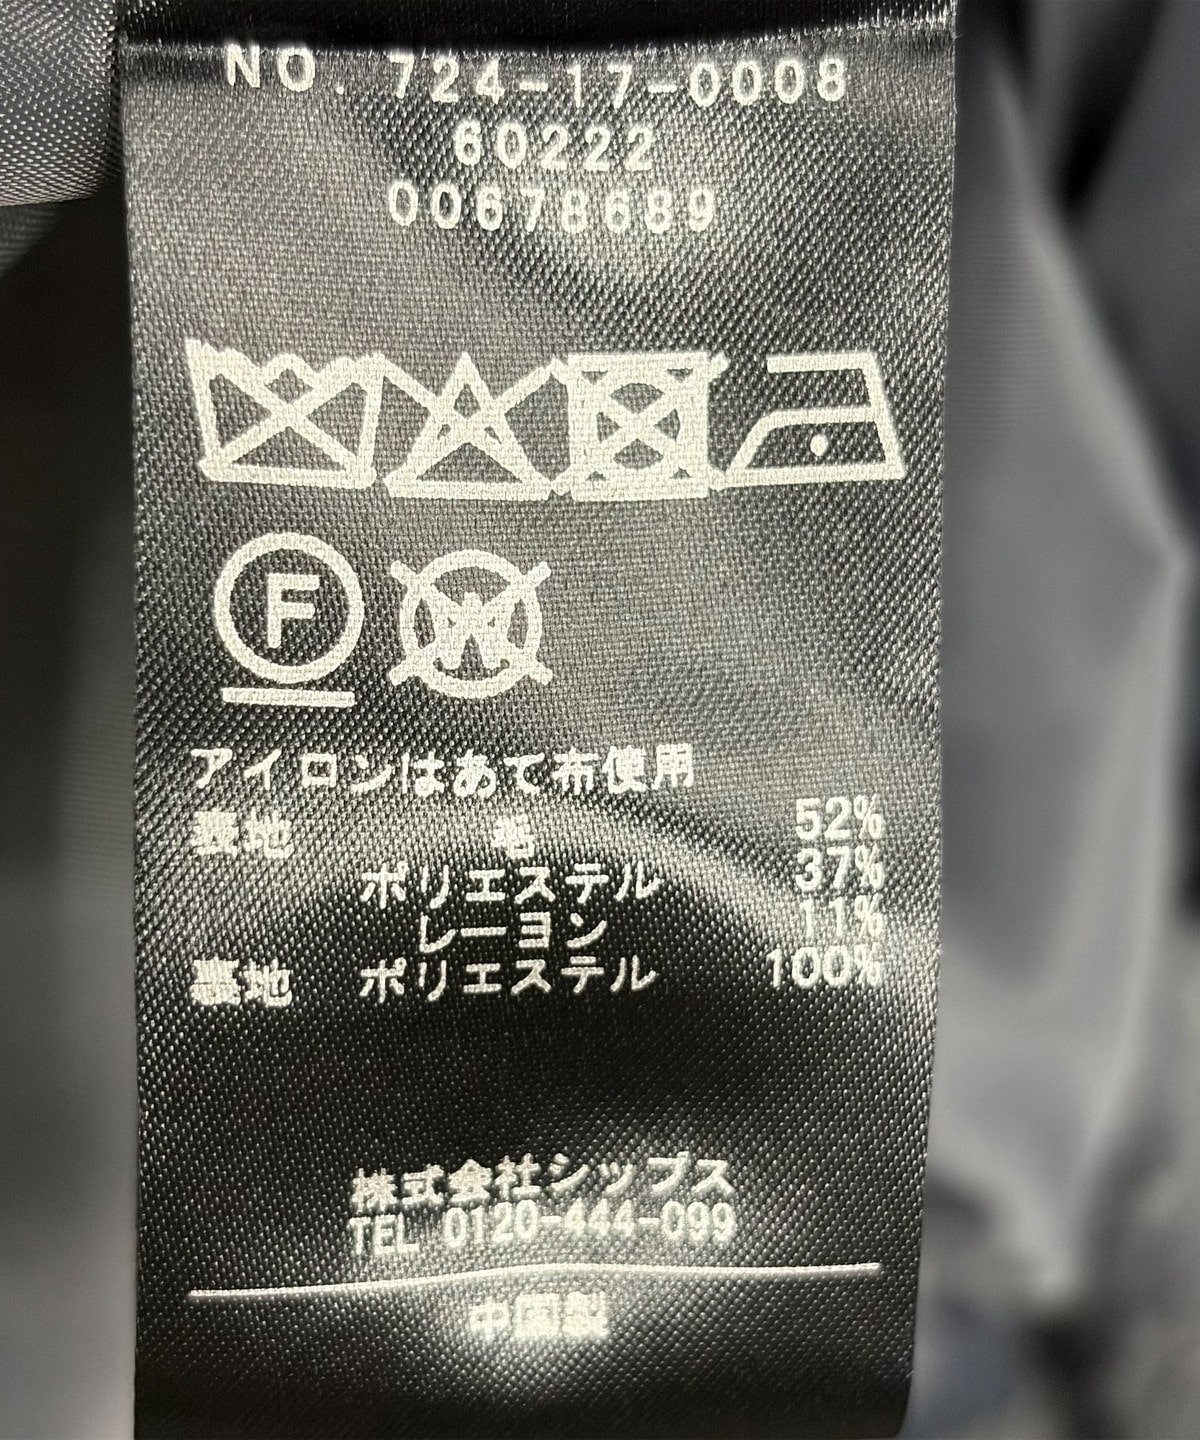 NO. 724-17-0008
60222
00678689
F W
アイロンはあて布使用
表地 毛 52%
ポリエステル 37%
レーヨン 11%
裏地 ポリエステル 100%
株式会社シップス
TEL 0120-444-099
中国製